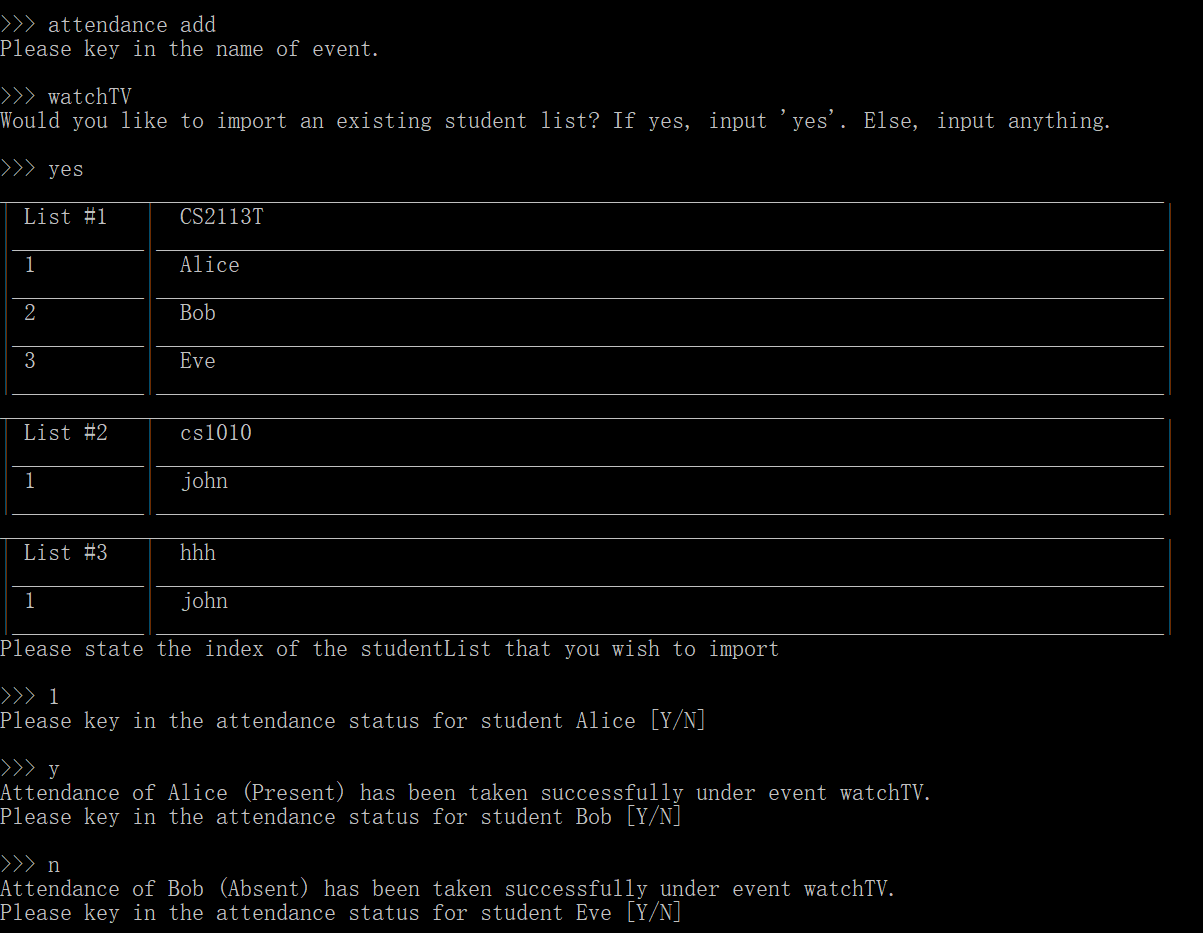 >>> attendance add
Please key in the name of event.
>>> watchTV
Would you like to import an existing student list? If yes, input 'yes'. Else, input anything.
>>> yes
List #1 CS2113T
1 Alice
2 Bob
3 Eve
List #2 cs1010
1 john
List #3 hhh
1 john
Please state the index of the studentList that you wish to import
>>> 1
Please key in the attendance status for student Alice [Y/N]
>>> y
Attendance of Alice (Present) has been taken successfully under event watchTV.
Please key in the attendance status for student Bob [Y/N]
>>> n
Attendance of Bob (Absent) has been taken successfully under event watchTV.
Please key in the attendance status for student Eve [Y/N]